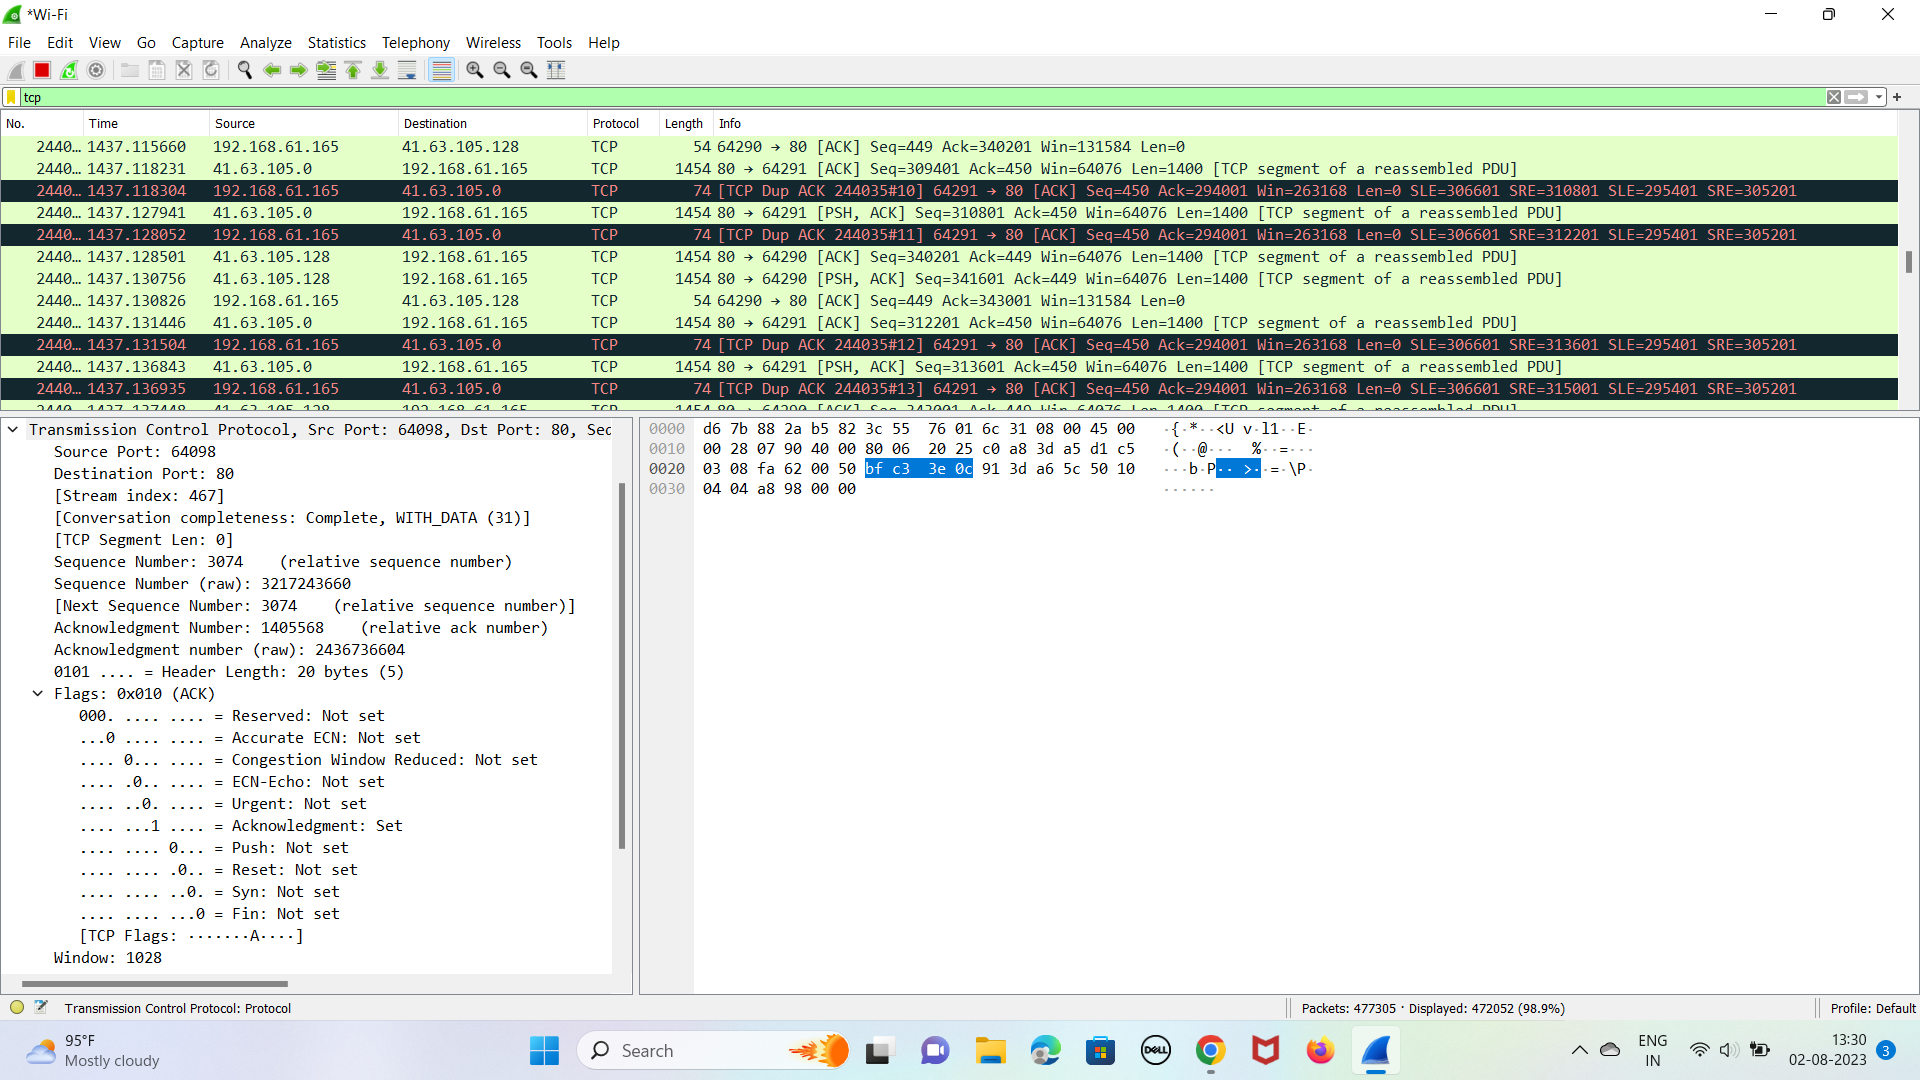 *Wi-Fi
File Edit View Go Capture Analyze Statistics Telephony Wireless Tools Help
tcp
No. Time Source Destination Protocol Length Info
2440… 1437.115660 192.168.61.165 41.63.105.128 TCP 54 64290 → 80 [ACK] Seq=449 Ack=340201 Win=131584 Len=0
2440… 1437.118231 41.63.105.0 192.168.61.165 TCP 1454 80 → 64291 [ACK] Seq=309401 Ack=450 Win=64076 Len=1400 [TCP segment of a reassembled PDU]
2440… 1437.118304 192.168.61.165 41.63.105.0 TCP 74 [TCP Dup ACK 244035#10] 64291 → 80 [ACK] Seq=450 Ack=294001 Win=263168 Len=0 SLE=306601 SRE=310801 SLE=295401 SRE=305201
2440… 1437.127941 41.63.105.0 192.168.61.165 TCP 1454 80 → 64291 [PSH, ACK] Seq=310801 Ack=450 Win=64076 Len=1400 [TCP segment of a reassembled PDU]
2440… 1437.128052 192.168.61.165 41.63.105.0 TCP 74 [TCP Dup ACK 244035#11] 64291 → 80 [ACK] Seq=450 Ack=294001 Win=263168 Len=0 SLE=306601 SRE=312201 SLE=295401 SRE=305201
2440… 1437.128501 41.63.105.128 192.168.61.165 TCP 1454 80 → 64290 [ACK] Seq=340201 Ack=449 Win=64076 Len=1400 [TCP segment of a reassembled PDU]
2440… 1437.130756 41.63.105.128 192.168.61.165 TCP 1454 80 → 64290 [PSH, ACK] Seq=341601 Ack=449 Win=64076 Len=1400 [TCP segment of a reassembled PDU]
2440… 1437.130826 192.168.61.165 41.63.105.128 TCP 54 64290 → 80 [ACK] Seq=449 Ack=343001 Win=131584 Len=0
2440… 1437.131446 41.63.105.0 192.168.61.165 TCP 1454 80 → 64291 [ACK] Seq=312201 Ack=450 Win=64076 Len=1400 [TCP segment of a reassembled PDU]
2440… 1437.131504 192.168.61.165 41.63.105.0 TCP 74 [TCP Dup ACK 244035#12] 64291 → 80 [ACK] Seq=450 Ack=294001 Win=263168 Len=0 SLE=306601 SRE=313601 SLE=295401 SRE=305201
2440… 1437.136843 41.63.105.0 192.168.61.165 TCP 1454 80 → 64291 [PSH, ACK] Seq=313601 Ack=450 Win=64076 Len=1400 [TCP segment of a reassembled PDU]
2440… 1437.136935 192.168.61.165 41.63.105.0 TCP 74 [TCP Dup ACK 244035#13] 64291 → 80 [ACK] Seq=450 Ack=294001 Win=263168 Len=0 SLE=306601 SRE=315001 SLE=295401 SRE=305201
2440… 1437.137448 41.63.105.128 192.168.61.165 TCP 1454 80 → 64290 [ACK] Seq=343001 Ack=449 Win=64076 Len=1400 [TCP segment of a reassembled PDU]
Transmission Control Protocol, Src Port: 64098, Dst Port: 80, Sec
Source Port: 64098
Destination Port: 80
[Stream index: 467]
[Conversation completeness: Complete, WITH_DATA (31)]
[TCP Segment Len: 0]
Sequence Number: 3074 (relative sequence number)
Sequence Number (raw): 3217243660
[Next Sequence Number: 3074 (relative sequence number)]
Acknowledgment Number: 1405568 (relative ack number)
Acknowledgment number (raw): 2436736604
0101 .... = Header Length: 20 bytes (5)
Flags: 0x010 (ACK)
000. .... .... = Reserved: Not set
...0 .... .... = Accurate ECN: Not set
.... 0... .... = Congestion Window Reduced: Not set
.... .0.. .... = ECN-Echo: Not set
.... ..0. .... = Urgent: Not set
.... ...1 .... = Acknowledgment: Set
.... .... 0... = Push: Not set
.... .... .0.. = Reset: Not set
.... .... ..0. = Syn: Not set
.... .... ...0 = Fin: Not set
[TCP Flags: ·······A····]
Window: 1028
0000 d6 7b 88 2a b5 82 3c 55 76 01 6c 31 08 00 45 00 ·{·*··<U v·l1··E·
0010 00 28 07 90 40 00 80 06 20 25 c0 a8 3d a5 d1 c5 ·(··@··· %··=···
0020 03 08 fa 62 00 50 bf c3 3e 0c 91 3d a6 5c 50 10 ···b·P·· >··=·\P·
0030 04 04 a8 98 00 00 ······
Transmission Control Protocol: Protocol
Packets: 477305 · Displayed: 472052 (98.9%)
Profile: Default
95°F
Mostly cloudy
Search
DELL
ENG
IN
13:30
02-08-2023
3